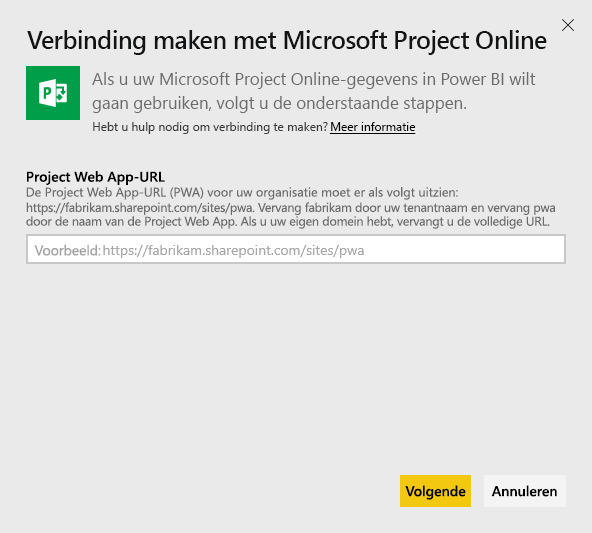 Verbinding maken met Microsoft Project Online
Als u uw Microsoft Project Online-gegevens in Power BI wilt
gaan gebruiken, volgt u de onderstaande stappen.
Hebt u hulp nodig om verbinding te maken? Meer informatie
Project Web App-URL
De Project Web App-URL (PWA) voor uw organisatie moet er als volgt uitzien:
https://fabrikam.sharepoint.com/sites/pwa. Vervang fabrikam door uw tenantnaam en vervang pwa
door de naam van de Project Web App. Als u uw eigen domein hebt, vervangt u de volledige URL.
Voorbeeld: https://fabrikam.sharepoint.com/sites/pwa
Volgende Annuleren